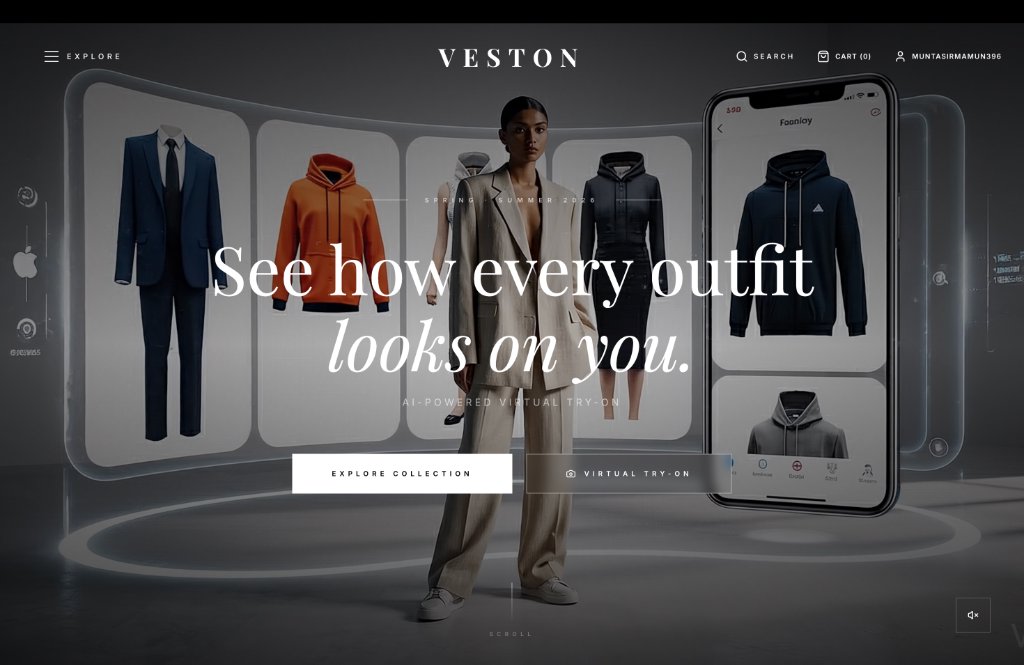 EXPLORE
VESTON
SEARCH
CART (0)
MUNTASIRMAMUN396
SPRING · SUMMER 2026
See how every outfit
looks on you.
AI-POWERED VIRTUAL TRY-ON
EXPLORE COLLECTION
VIRTUAL TRY-ON
SCROLL